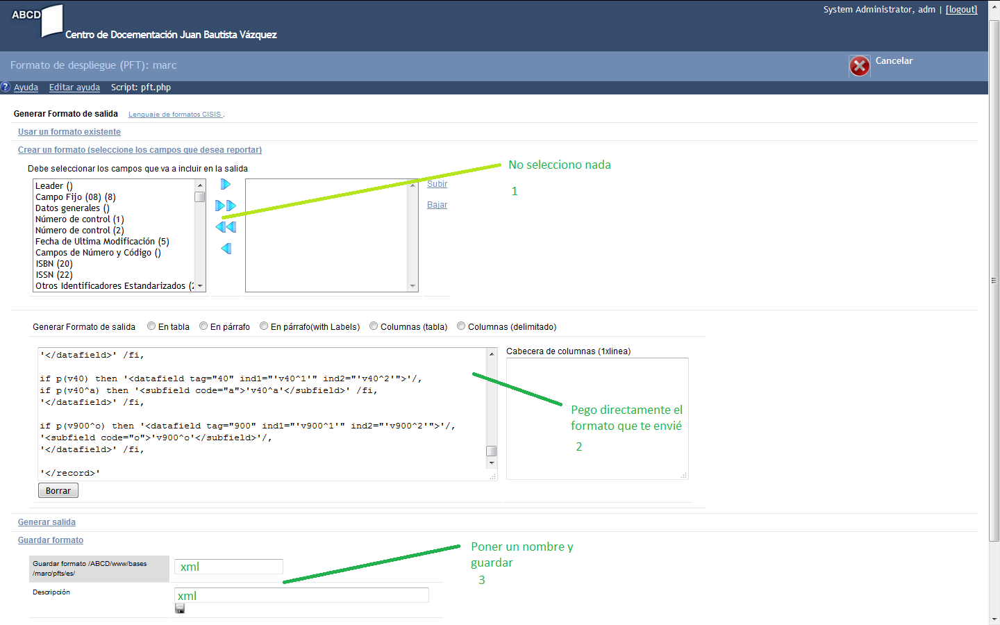 ABCD
System Administrator, adm | [logout]
Centro de Docementación Juan Bautista Vázquez
Formato de despliegue (PFT): marc
Cancelar
? Ayuda Editar ayuda Script: pft.php
Generar Formato de salida Lenguaje de formatos CISIS .
Usar un formato existente
Crear un formato (seleccione los campos que desea reportar)
Debe seleccionar los campos que va a incluir en la salida
No selecciono nada
1
Leader ()
Campo Fijo (08) (8)
Datos generales ()
Número de control (1)
Número de control (2)
Fecha de Ultima Modificación (5)
Campos de Número y Código ()
ISBN (20)
ISSN (22)
Otros Identificadores Estandarizados (2
Subir
Bajar
Generar Formato de salida En tabla En párrafo En párrafo(with Labels) Columnas (tabla) Columnas (delimitado)
'</datafield>' /fi,
if p(v40) then '<datafield tag="40" ind1="'v40^1'" ind2="'v40^2'">'/,
if p(v40^a) then '<subfield code="a">'v40^a'</subfield>' /fi,
'</datafield>' /fi,
if p(v900^o) then '<datafield tag="900" ind1="'v900^1'" ind2="'v900^2'">'/,
'<subfield code="o">'v900^o'</subfield>'/,
'</datafield>' /fi,
'</record>'
Cabecera de columnas (1xlinea)
Pego directamente el
formato que te envié
2
Borrar
Generar salida
Guardar formato
Guardar formato /ABCD/www/bases
/marc/pfts/es/
xml
Descripción
xml
Poner un nombre y
guardar
3